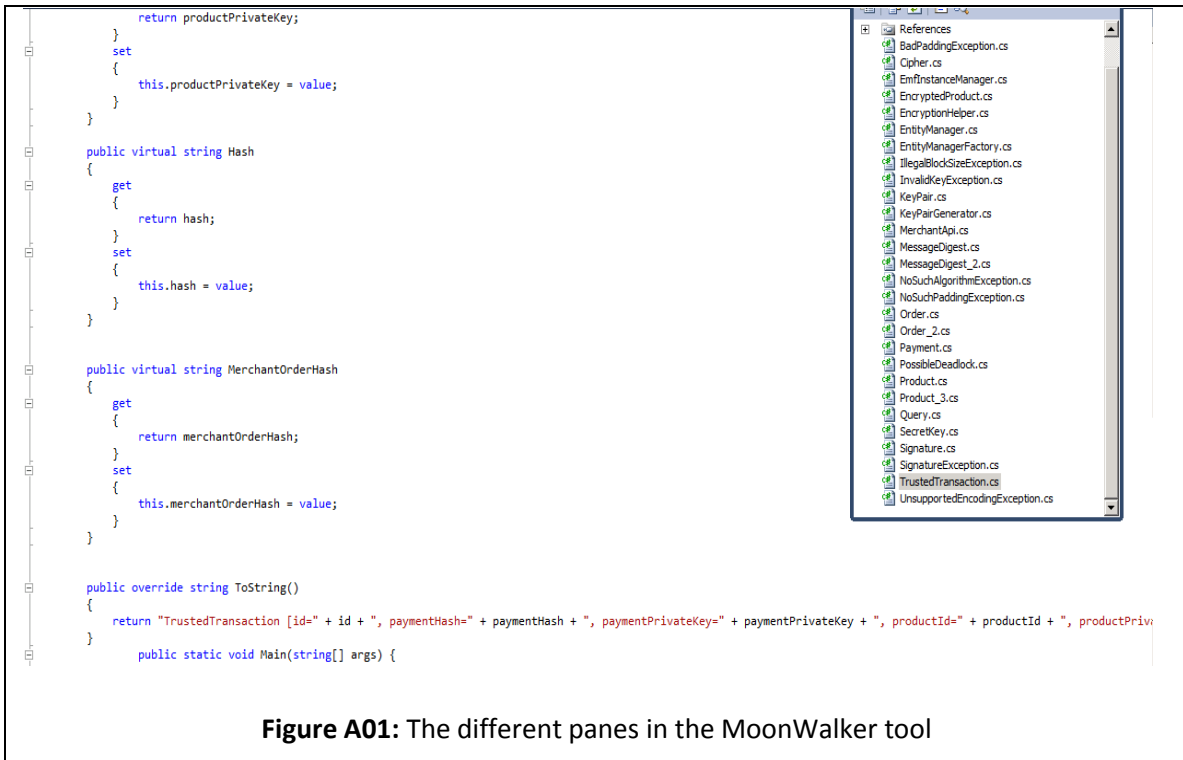 return productPrivateKey;
}
set
{
this.productPrivateKey = value;
}
}
public virtual string Hash
{
get
{
return hash;
}
set
{
this.hash = value;
}
}
public virtual string MerchantOrderHash
{
get
{
return merchantOrderHash;
}
set
{
this.merchantOrderHash = value;
}
}
public override string ToString()
{
return "TrustedTransaction [id=" + id + ", paymentHash=" + paymentHash + ", paymentPrivateKey=" + paymentPrivateKey + ", productId=" + productId + ", productPriv
}
public static void Main(string[] args) {
References
BadPaddingException.cs
Cipher.cs
EmfInstanceManager.cs
EncryptedProduct.cs
EncryptionHelper.cs
EntityManager.cs
EntityManagerFactory.cs
IllegalBlockSizeException.cs
InvalidKeyException.cs
KeyPair.cs
KeyPairGenerator.cs
MerchantApi.cs
MessageDigest.cs
MessageDigest_2.cs
NoSuchAlgorithmException.cs
NoSuchPaddingException.cs
Order.cs
Order_2.cs
Payment.cs
PossibleDeadlock.cs
Product.cs
Product_3.cs
Query.cs
SecretKey.cs
Signature.cs
SignatureException.cs
TrustedTransaction.cs
UnsupportedEncodingException.cs
Figure A01: The different panes in the MoonWalker tool